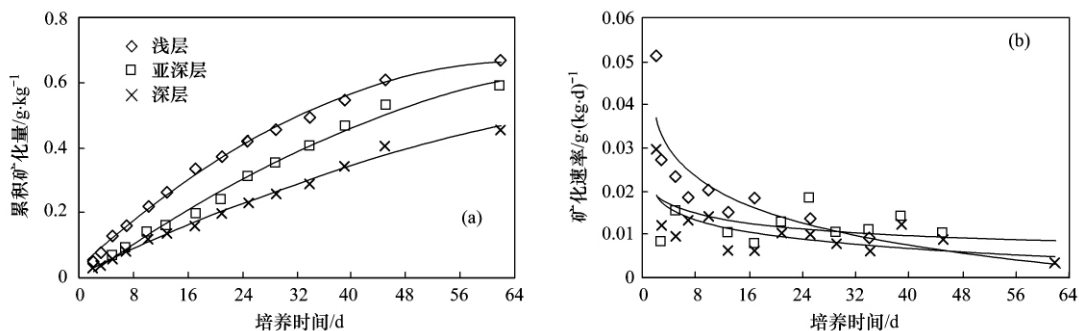 0.8
0.6
0.4
0.2
0
累积矿化量/g·kg⁻¹
浅层
亚深层
深层
(a)
0 8 16 24 32 40 48 56 64
培养时间/d
0.06
0.05
0.04
0.03
0.02
0.01
0
矿化速率/g·(kg·d)⁻¹
(b)
0 8 16 24 32 40 48 56 64
培养时间/d